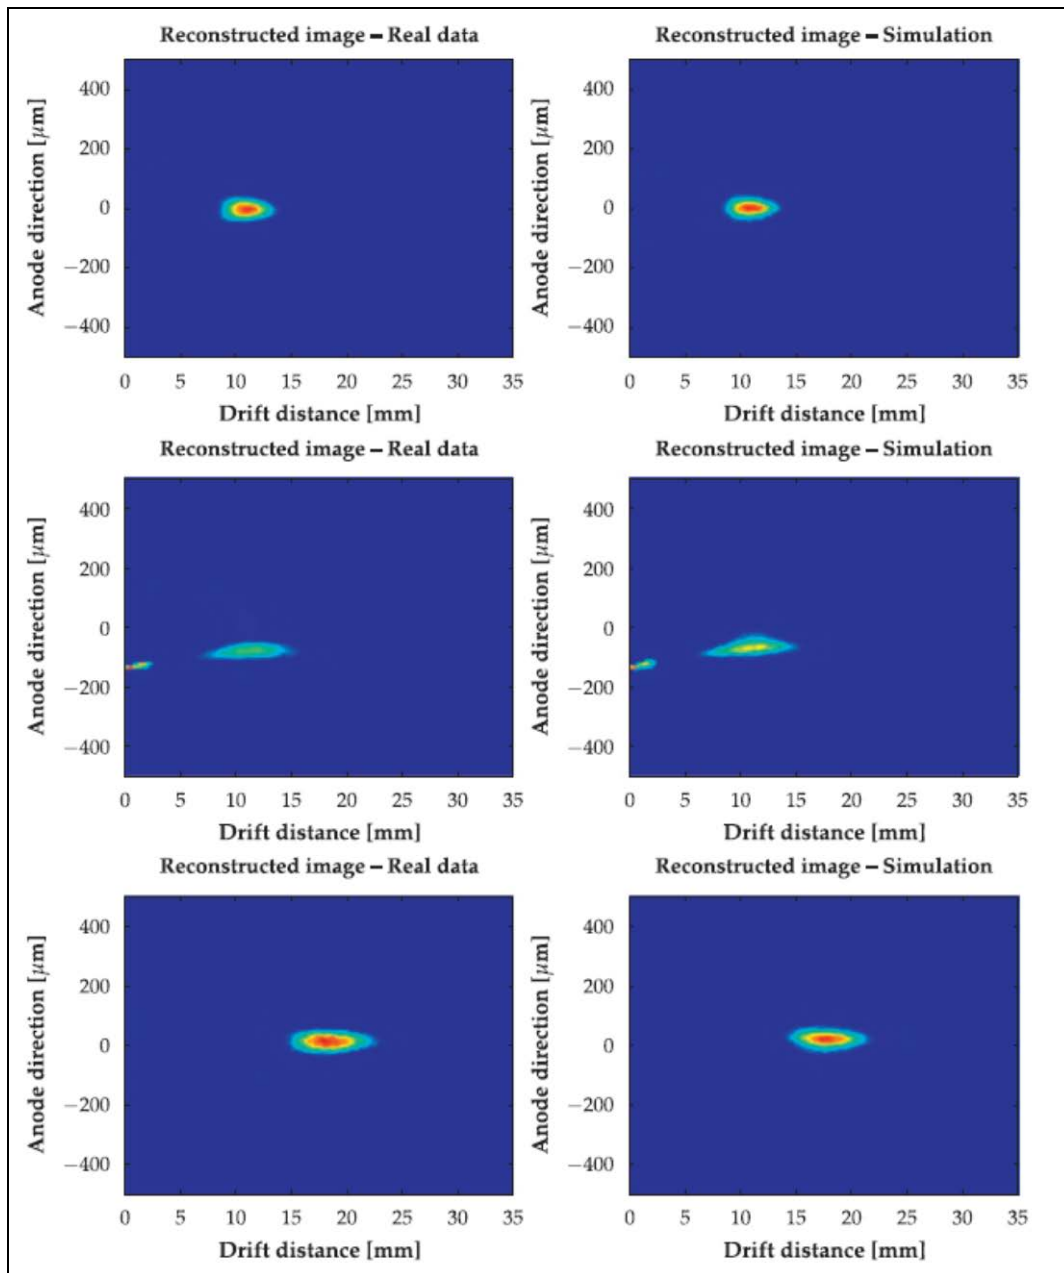 Reconstructed image – Real data
Reconstructed image – Simulation
Anode direction [μm]
400
200
0
−200
−400
0 5 10 15 20 25 30 35
Drift distance [mm]
Anode direction [μm]
400
200
0
−200
−400
0 5 10 15 20 25 30 35
Drift distance [mm]
Reconstructed image – Real data
Reconstructed image – Simulation
Anode direction [μm]
400
200
0
−200
−400
0 5 10 15 20 25 30 35
Drift distance [mm]
Anode direction [μm]
400
200
0
−200
−400
0 5 10 15 20 25 30 35
Drift distance [mm]
Reconstructed image – Real data
Reconstructed image – Simulation
Anode direction [μm]
400
200
0
−200
−400
0 5 10 15 20 25 30 35
Drift distance [mm]
Anode direction [μm]
400
200
0
−200
−400
0 5 10 15 20 25 30 35
Drift distance [mm]